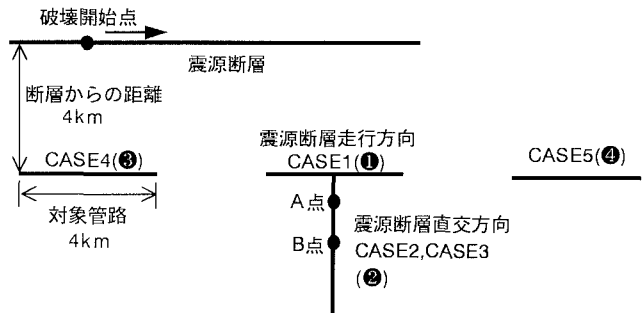 破壊開始点
震源断層
断層からの距離
4km
震源断層走行方向
CASE4(❸)
CASE1(❶)
CASE5(❹)
対象管路
4km
A点
B点
震源断層直交方向
CASE2,CASE3
(❷)